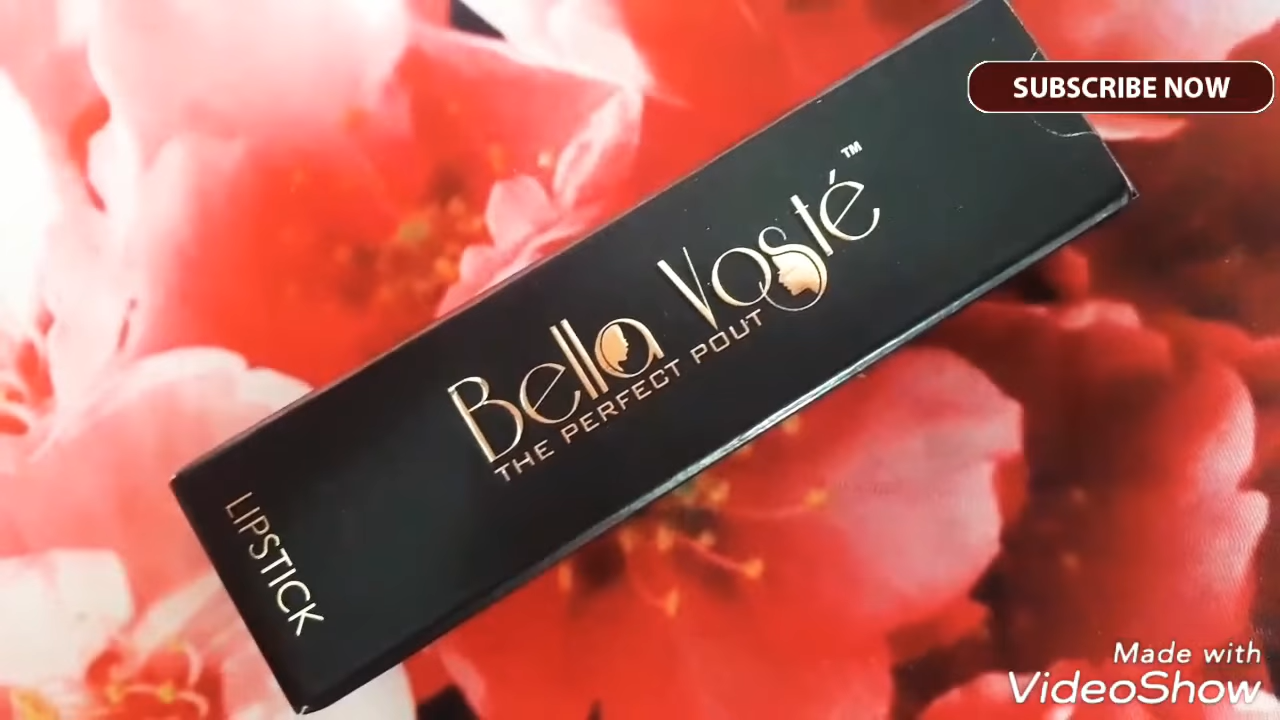 SUBSCRIBE NOW
Bella Vosté™
THE PERFECT POUT
LIPSTICK
Made with
VideoShow